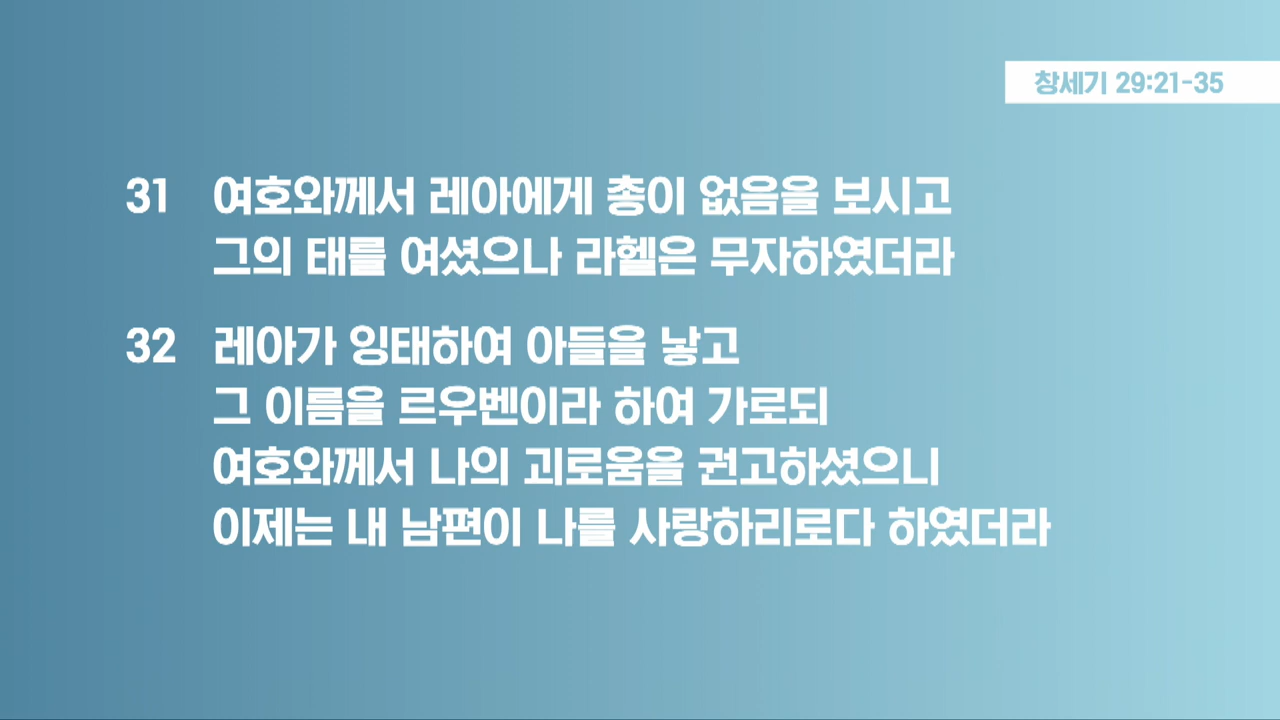 창세기 29:21-35
31 여호와께서 레아에게 총이 없음을 보시고
그의 태를 여셨으나 라헬은 무자하였더라
32 레아가 잉태하여 아들을 낳고
그 이름을 르우벤이라 하여 가로되
여호와께서 나의 괴로움을 권고하셨으니
이제는 내 남편이 나를 사랑하리로다 하였더라